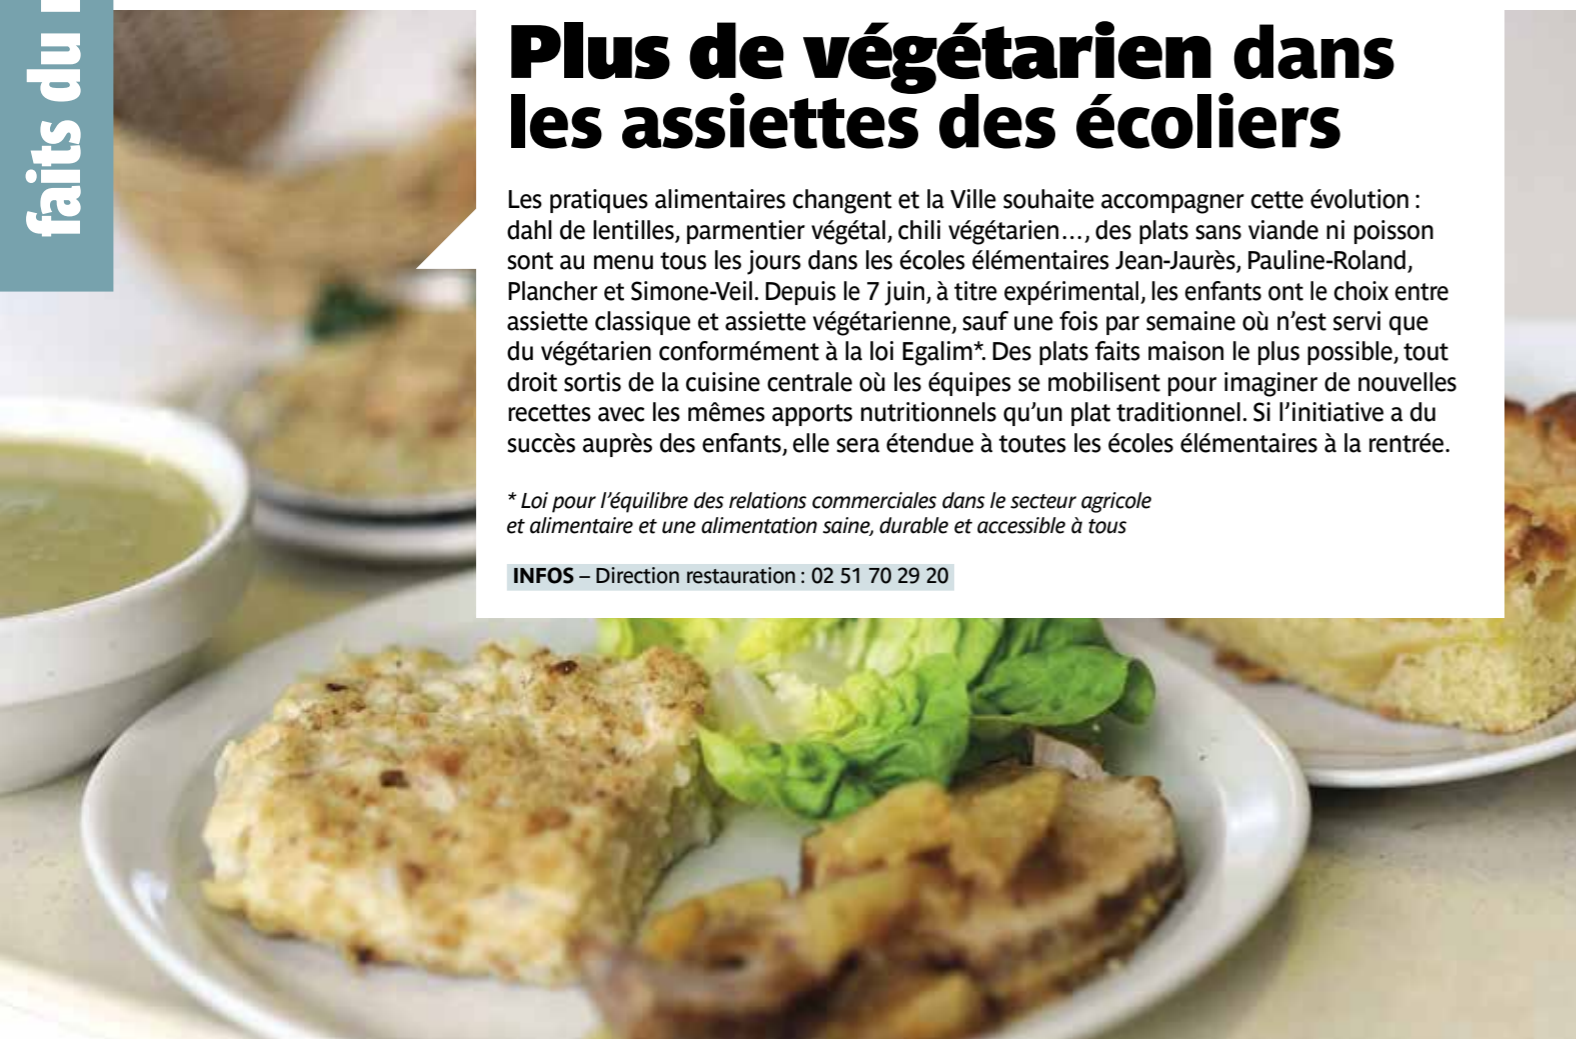 faits du
Plus de végétarien dans
les assiettes des écoliers
Les pratiques alimentaires changent et la Ville souhaite accompagner cette évolution :
dahl de lentilles, parmentier végétal, chili végétarien…, des plats sans viande ni poisson
sont au menu tous les jours dans les écoles élémentaires Jean-Jaurès, Pauline-Roland,
Plancher et Simone-Veil. Depuis le 7 juin, à titre expérimental, les enfants ont le choix entre
assiette classique et assiette végétarienne, sauf une fois par semaine où n’est servi que
du végétarien conformément à la loi Egalim*. Des plats faits maison le plus possible, tout
droit sortis de la cuisine centrale où les équipes se mobilisent pour imaginer de nouvelles
recettes avec les mêmes apports nutritionnels qu’un plat traditionnel. Si l’initiative a du
succès auprès des enfants, elle sera étendue à toutes les écoles élémentaires à la rentrée.
* Loi pour l’équilibre des relations commerciales dans le secteur agricole
et alimentaire et une alimentation saine, durable et accessible à tous
INFOS – Direction restauration : 02 51 70 29 20